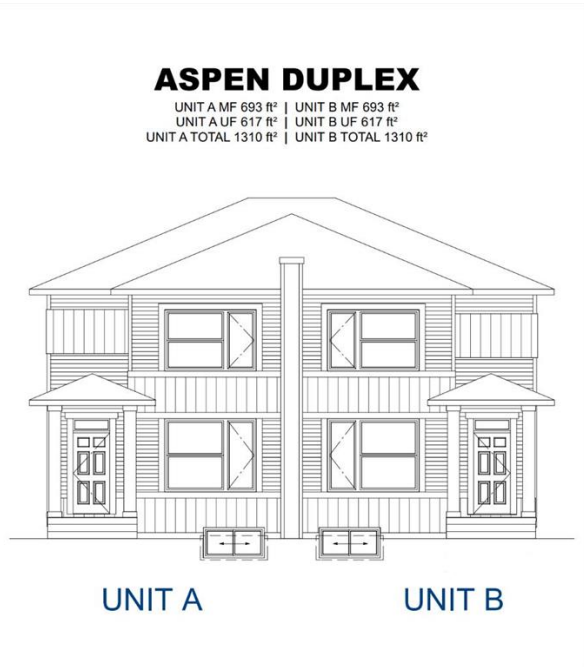 ASPEN DUPLEX
UNIT A MF 693 ft² | UNIT B MF 693 ft²
UNIT A UF 617 ft² | UNIT B UF 617 ft²
UNIT A TOTAL 1310 ft² | UNIT B TOTAL 1310 ft²
UNIT A UNIT B